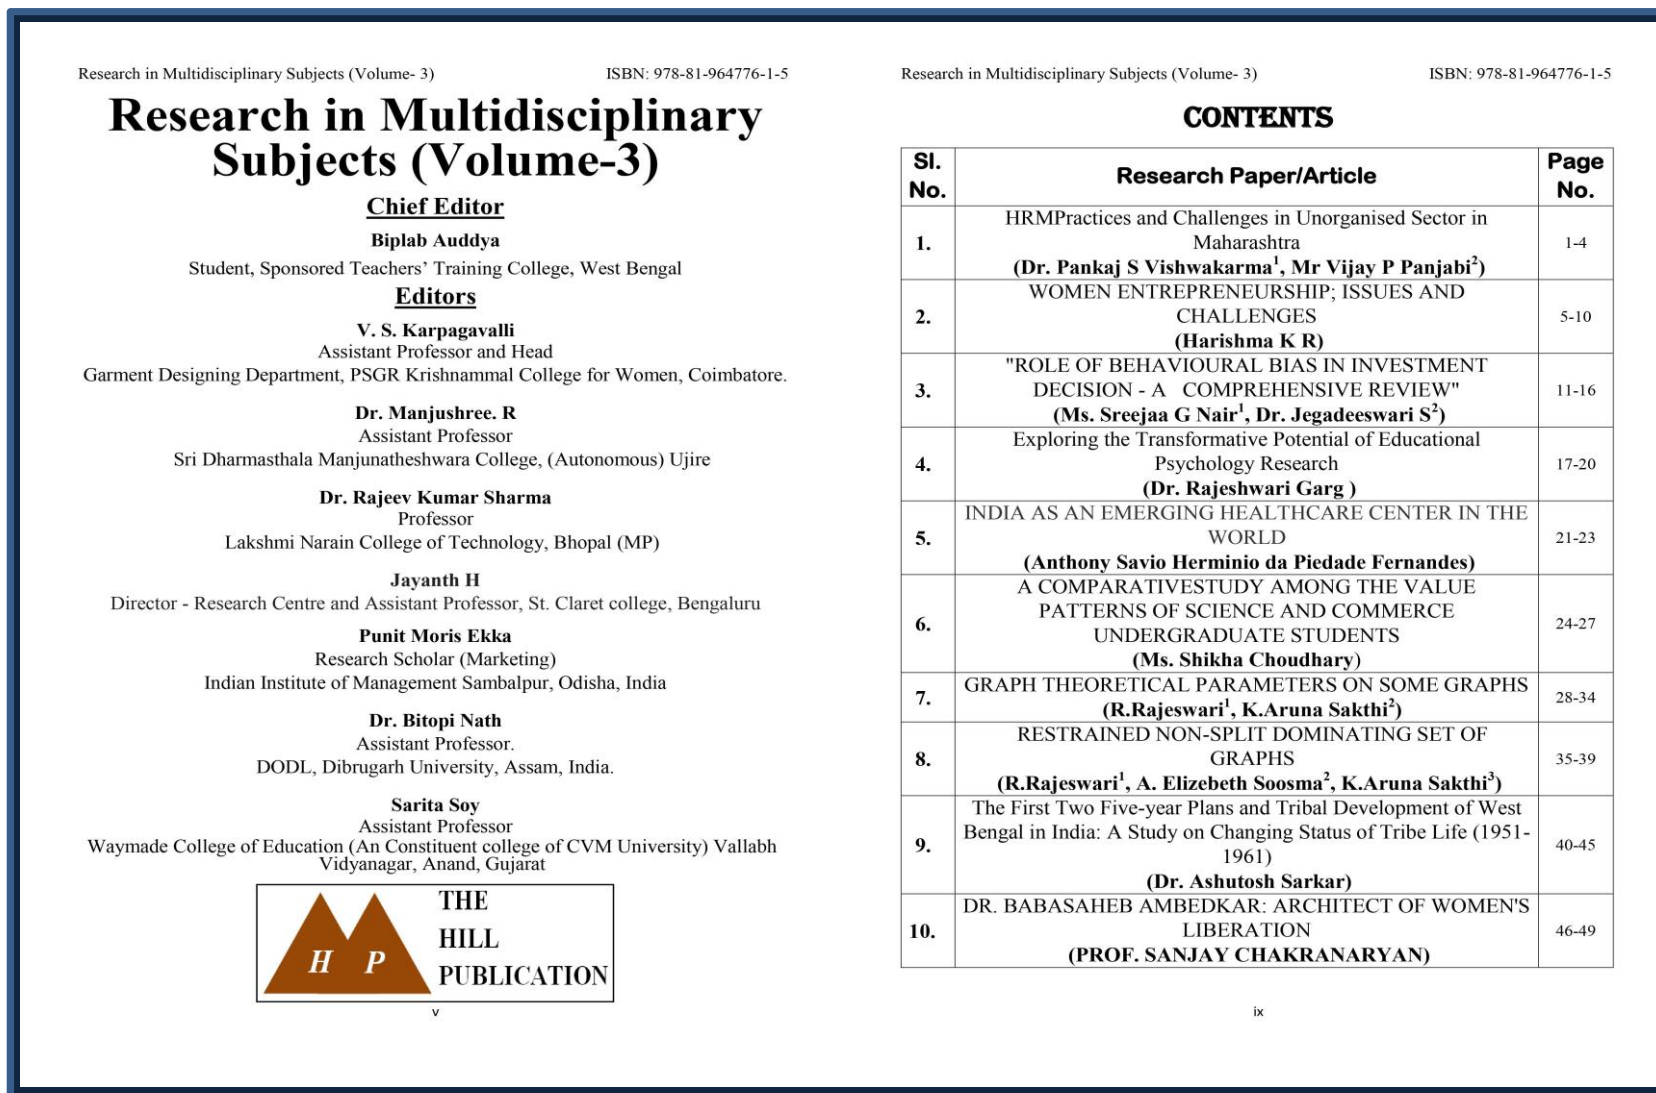 Research in Multidisciplinary Subjects (Volume- 3) ISBN: 978-81-964776-1-5
Research in Multidisciplinary
Subjects (Volume-3)
Chief Editor
Biplab Auddya
Student, Sponsored Teachers’ Training College, West Bengal
Editors
V. S. Karpagavalli
Assistant Professor and Head
Garment Designing Department, PSGR Krishnammal College for Women, Coimbatore.
Dr. Manjushree. R
Assistant Professor
Sri Dharmasthala Manjunatheshwara College, (Autonomous) Ujire
Dr. Rajeev Kumar Sharma
Professor
Lakshmi Narain College of Technology, Bhopal (MP)
Jayanth H
Director - Research Centre and Assistant Professor, St. Claret college, Bengaluru
Punit Moris Ekka
Research Scholar (Marketing)
Indian Institute of Management Sambalpur, Odisha, India
Dr. Bitopi Nath
Assistant Professor.
DODL, Dibrugarh University, Assam, India.
Sarita Soy
Assistant Professor
Waymade College of Education (An Constituent college of CVM University) Vallabh
Vidyanagar, Anand, Gujarat
H P
THE
HILL
PUBLICATION
v
Research in Multidisciplinary Subjects (Volume- 3) ISBN: 978-81-964776-1-5
CONTENTS
Sl.
No.
Research Paper/Article
Page
No.
HRMPractices and Challenges in Unorganised Sector in
1. Maharashtra 1-4
(Dr. Pankaj S Vishwakarma1, Mr Vijay P Panjabi2)
WOMEN ENTREPRENEURSHIP; ISSUES AND
2. CHALLENGES 5-10
(Harishma K R)
"ROLE OF BEHAVIOURAL BIAS IN INVESTMENT
3. DECISION - A COMPREHENSIVE REVIEW" 11-16
(Ms. Sreejaa G Nair1, Dr. Jegadeeswari S2)
Exploring the Transformative Potential of Educational
4. Psychology Research 17-20
(Dr. Rajeshwari Garg )
INDIA AS AN EMERGING HEALTHCARE CENTER IN THE
5. WORLD 21-23
(Anthony Savio Herminio da Piedade Fernandes)
A COMPARATIVESTUDY AMONG THE VALUE
PATTERNS OF SCIENCE AND COMMERCE
6. UNDERGRADUATE STUDENTS 24-27
(Ms. Shikha Choudhary)
GRAPH THEORETICAL PARAMETERS ON SOME GRAPHS
7. (R.Rajeswari1, K.Aruna Sakthi2) 28-34
RESTRAINED NON-SPLIT DOMINATING SET OF
8. GRAPHS 35-39
(R.Rajeswari1, A. Elizebeth Soosma2, K.Aruna Sakthi3)
The First Two Five-year Plans and Tribal Development of West
Bengal in India: A Study on Changing Status of Tribe Life (1951-
9. 1961) 40-45
(Dr. Ashutosh Sarkar)
DR. BABASAHEB AMBEDKAR: ARCHITECT OF WOMEN'S
10. LIBERATION 46-49
(PROF. SANJAY CHAKRANARYAN)
ix